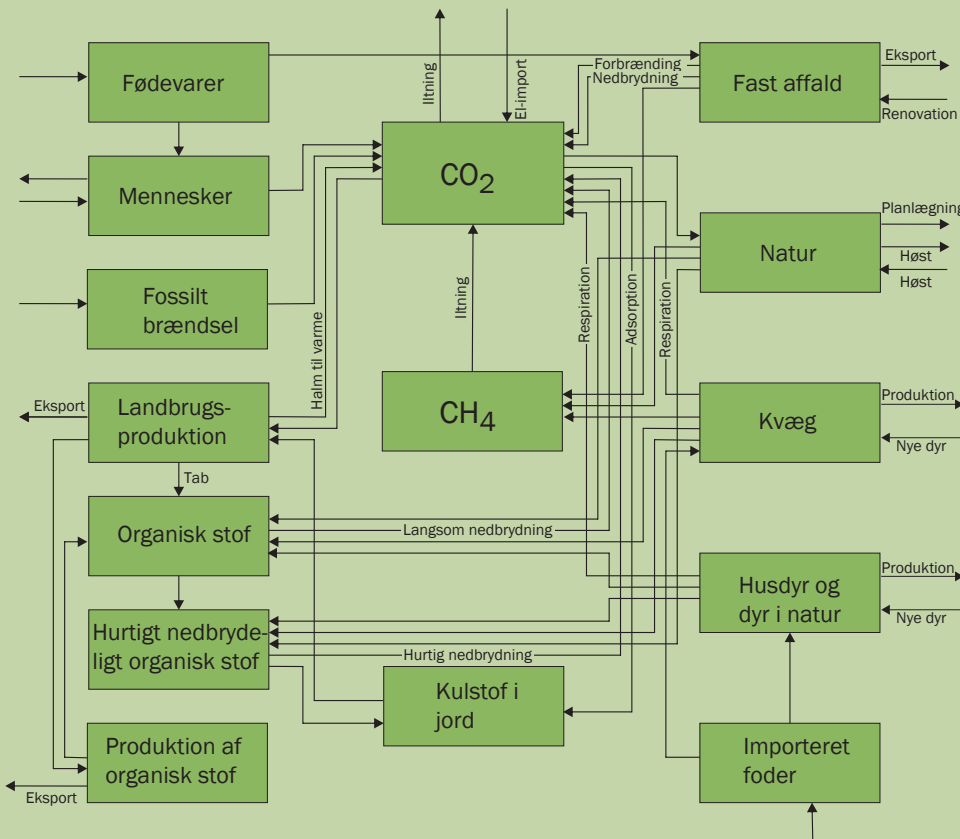 Iltning
El-import
Fødevarer
Forbrænding
Nedbrydning
Fast affald
Eksport
Renovation
Mennesker
CO2
Natur
Planlægning
Høst
Høst
Fossilt
brændsel
Iltning
Respiration
Adsorption
Respiration
Halm til varme
Eksport
Landbrugs-
produktion
CH4
Kvæg
Produktion
Nye dyr
Tab
Organisk stof
Langsom nedbrydning
Husdyr og
dyr i natur
Produktion
Nye dyr
Hurtigt nedbryde-
ligt organisk stof
Hurtig nedbrydning
Kulstof i
jord
Produktion af
organisk stof
Eksport
Importeret
foder